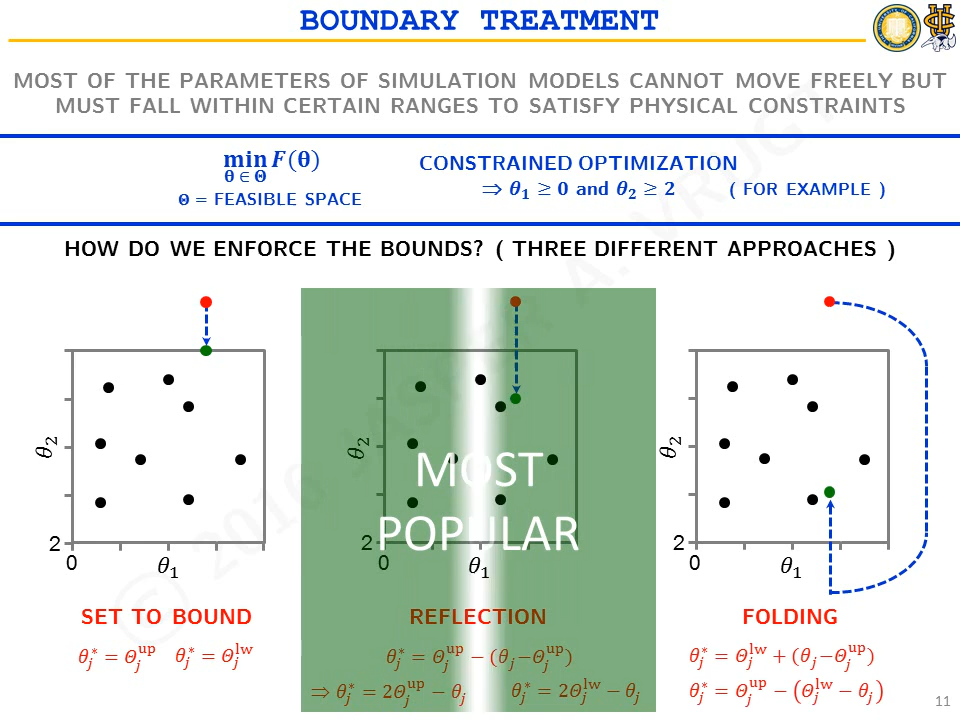 BOUNDARY TREATMENT
MOST OF THE PARAMETERS OF SIMULATION MODELS CANNOT MOVE FREELY BUT
MUST FALL WITHIN CERTAIN RANGES TO SATISFY PHYSICAL CONSTRAINTS
min F(θ)
θ ∈ Θ
Θ = FEASIBLE SPACE
CONSTRAINED OPTIMIZATION
⇒ θ₁ ≥ 0 and θ₂ ≥ 2 ( FOR EXAMPLE )
HOW DO WE ENFORCE THE BOUNDS? ( THREE DIFFERENT APPROACHES )
θ₂
2
0
θ₁
SET TO BOUND
θⱼ* = Θⱼ^up θⱼ* = Θⱼ^lw
θ₂
MOST
POPULAR
2
0
θ₁
REFLECTION
θⱼ* = Θⱼ^up − (θⱼ−Θⱼ^up)
⇒ θⱼ* = 2Θⱼ^up − θⱼ θⱼ* = 2Θⱼ^lw − θⱼ
θ₂
2
0
θ₁
FOLDING
θⱼ* = Θⱼ^lw + (θⱼ−Θⱼ^up)
θⱼ* = Θⱼ^up − (Θⱼ^lw − θⱼ)
11